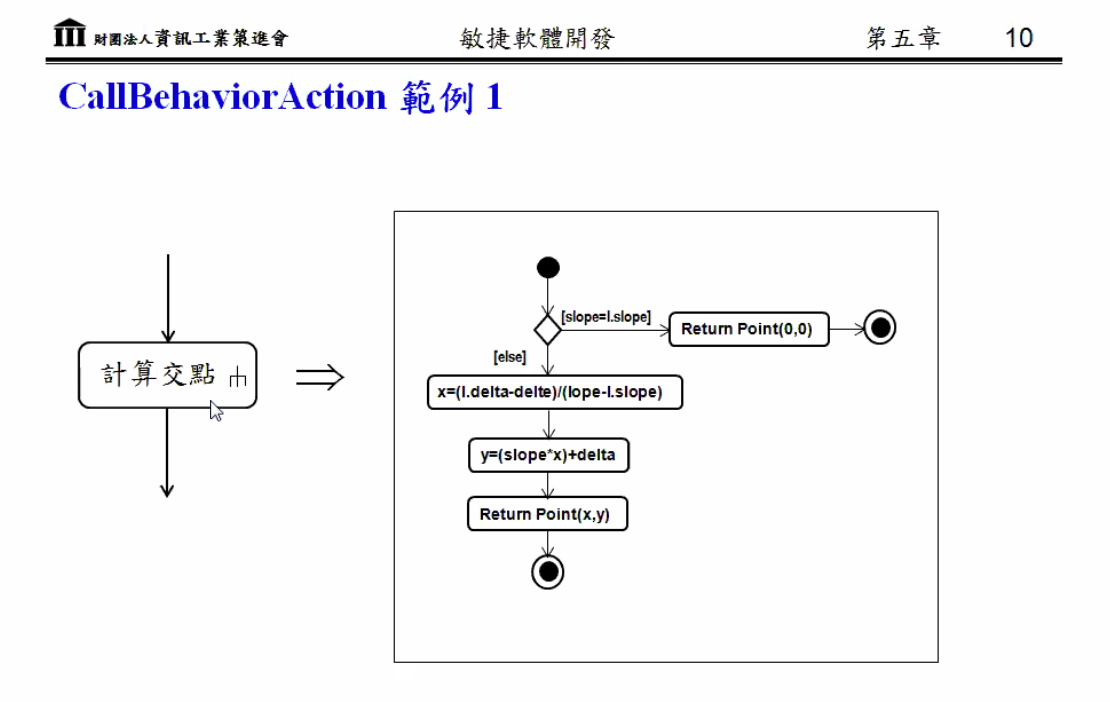 財團法人資訊工業策進會 敏捷軟體開發 第五章 10
CallBehaviorAction 範例 1
[slope=l.slope]
Return Point(0,0)
[else]
計算交點
x=(l.delta-delte)/(lope-l.slope)
y=(slope*x)+delta
Return Point(x,y)